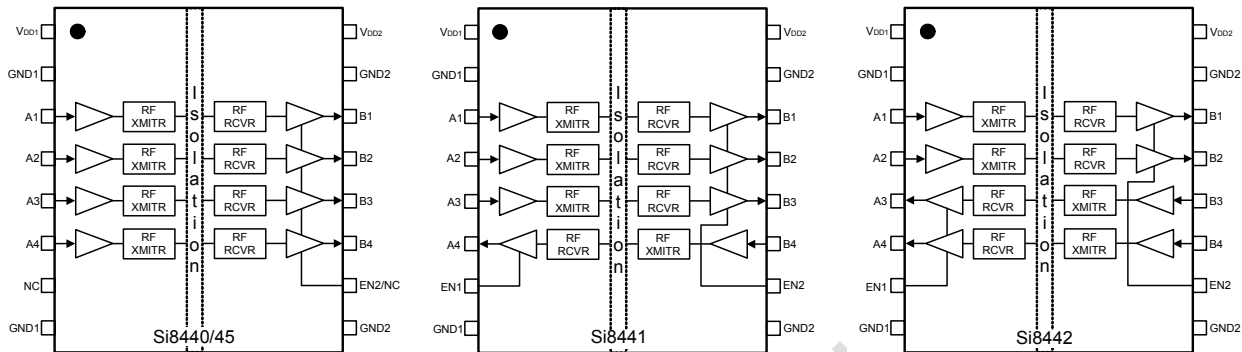 VDD1 VDD2 VDD1 VDD2 VDD1 VDD2
GND1 GND2 GND1 GND2 GND1 GND2
A1 RF XMITR RF RCVR B1 A1 RF XMITR RF RCVR B1 A1 RF XMITR RF RCVR B1
A2 RF XMITR RF RCVR B2 A2 RF XMITR RF RCVR B2 A2 RF XMITR RF RCVR B2
A3 RF XMITR RF RCVR B3 A3 RF XMITR RF RCVR B3 A3 RF RCVR RF XMITR B3
A4 RF XMITR RF RCVR B4 A4 RF RCVR RF XMITR B4 A4 RF RCVR RF XMITR B4
Isolation Isolation Isolation
NC EN2/NC EN1 EN2 EN1 EN2
GND1 GND2 GND1 GND2 GND1 GND2
Si8440/45 Si8441 Si8442